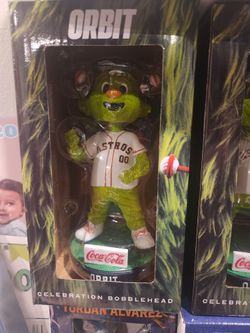 ORBIT
ASTROS
00
Coca-Cola
ORBIT
CELEBRATION BOBBLEHEAD
YORDAN ALVAREZ